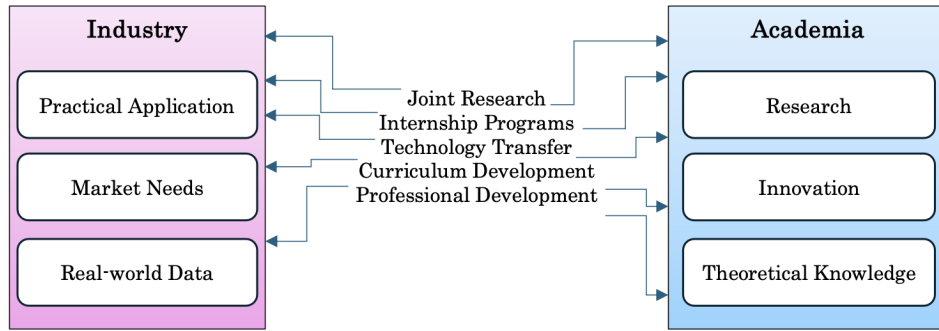 Industry
Practical Application
Market Needs
Real-world Data
Joint Research
Internship Programs
Technology Transfer
Curriculum Development
Professional Development
Academia
Research
Innovation
Theoretical Knowledge